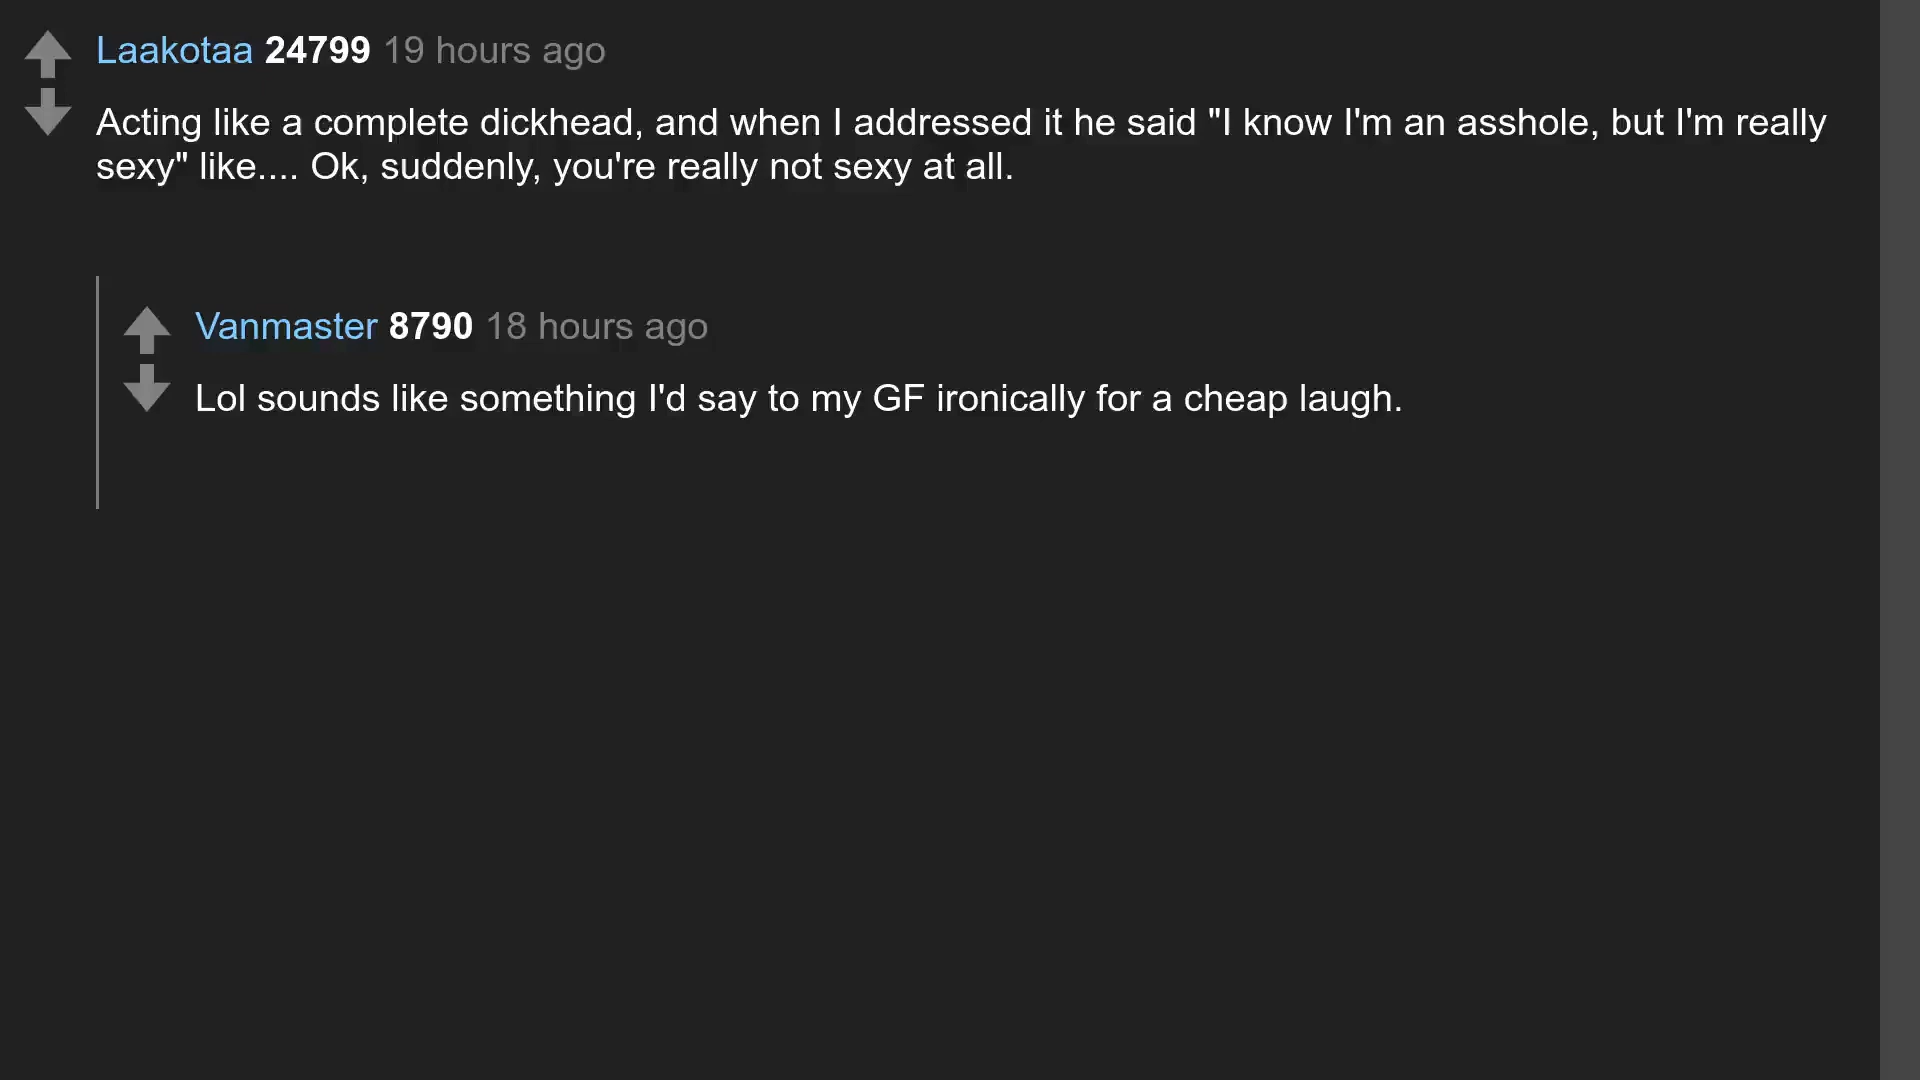 Laakotaa 24799 19 hours ago
Acting like a complete dickhead, and when I addressed it he said "I know I'm an asshole, but I'm really
sexy" like.... Ok, suddenly, you're really not sexy at all.
Vanmaster 8790 18 hours ago
Lol sounds like something I'd say to my GF ironically for a cheap laugh.